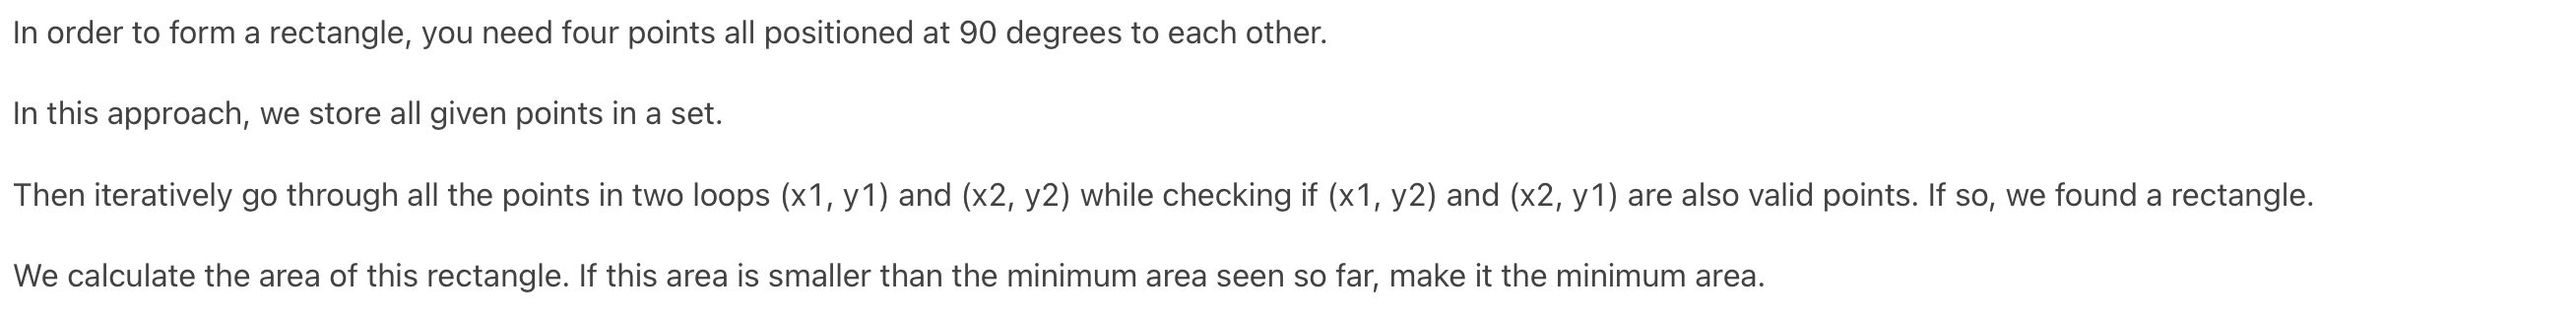 In order to form a rectangle, you need four points all positioned at 90 degrees to each other.
In this approach, we store all given points in a set.
Then iteratively go through all the points in two loops (x1, y1) and (x2, y2) while checking if (x1, y2) and (x2, y1) are also valid points. If so, we found a rectangle.
We calculate the area of this rectangle. If this area is smaller than the minimum area seen so far, make it the minimum area.